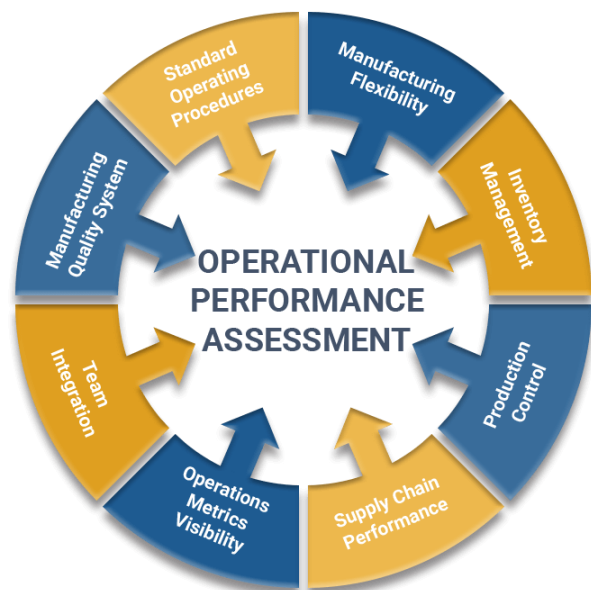 OPERATIONAL
PERFORMANCE
ASSESSMENT
Manufacturing
Flexibility
Inventory
Management
Production
Control
Supply Chain
Performance
Operations
Metrics
Visibility
Team
Integration
Manufacturing
Quality System
Standard
Operating
Procedures